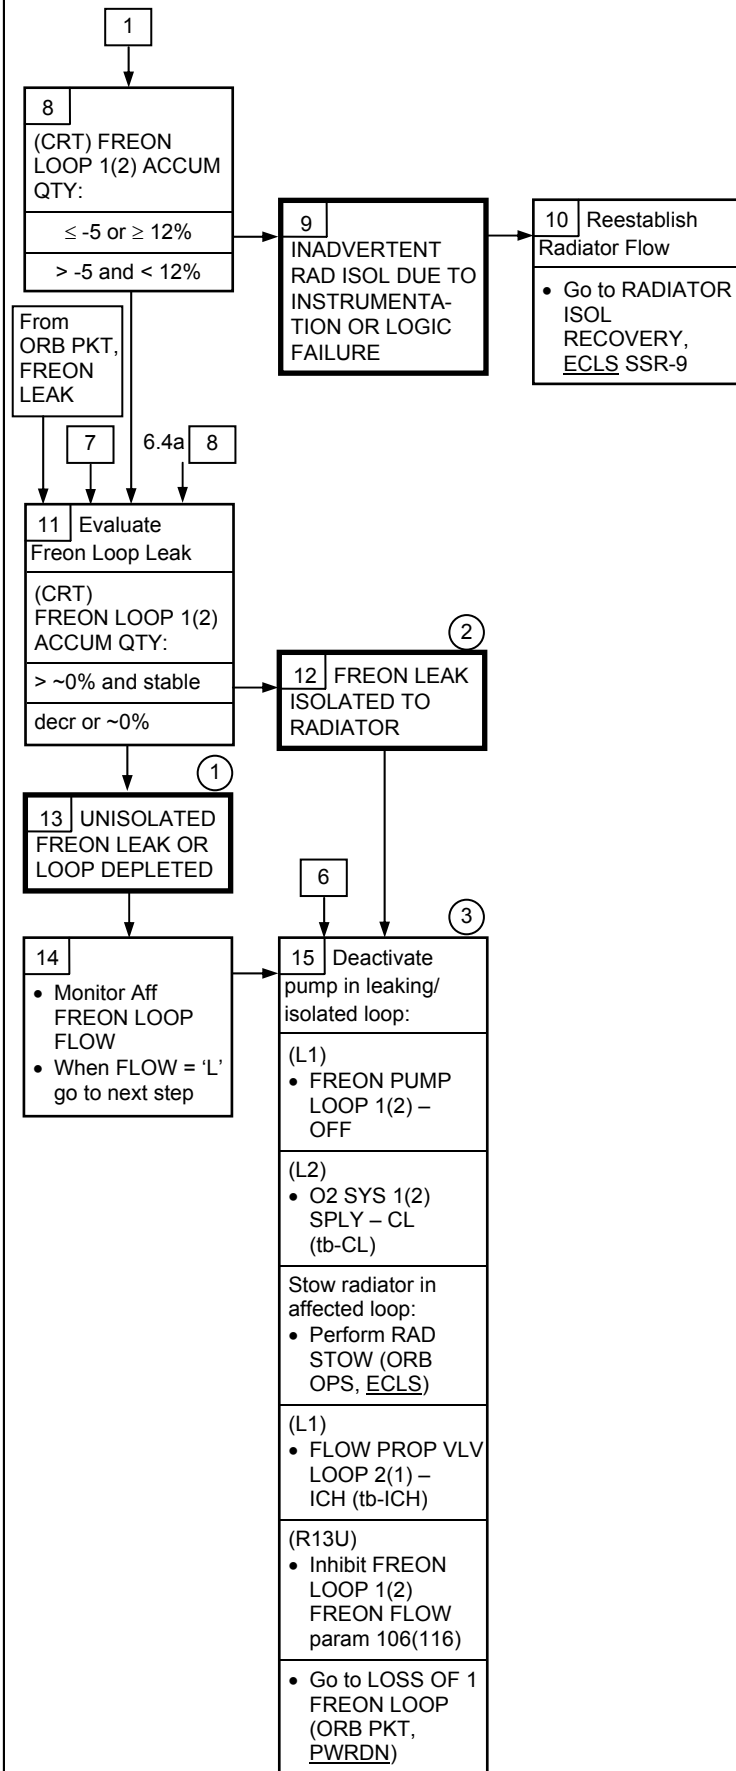 1
8
(CRT) FREON
LOOP 1(2) ACCUM
QTY:
≤ -5 or ≥ 12%
> -5 and < 12%
9
INADVERTENT
RAD ISOL DUE TO
INSTRUMENTA-
TION OR LOGIC
FAILURE
10 Reestablish
Radiator Flow
• Go to RADIATOR
ISOL
RECOVERY,
ECLS SSR-9
From
ORB PKT,
FREON
LEAK
7
6.4a 8
11 Evaluate
Freon Loop Leak
(CRT)
FREON LOOP 1(2)
ACCUM QTY:
> ~0% and stable
decr or ~0%
2
12 FREON LEAK
ISOLATED TO
RADIATOR
1
13 UNISOLATED
FREON LEAK OR
LOOP DEPLETED
14
• Monitor Aff
FREON LOOP
FLOW
• When FLOW = 'L'
go to next step
6
3
15 Deactivate
pump in leaking/
isolated loop:
(L1)
• FREON PUMP
LOOP 1(2) –
OFF
(L2)
• O2 SYS 1(2)
SPLY – CL
(tb-CL)
Stow radiator in
affected loop:
• Perform RAD
STOW (ORB
OPS, ECLS)
(L1)
• FLOW PROP VLV
LOOP 2(1) –
ICH (tb-ICH)
(R13U)
• Inhibit FREON
LOOP 1(2)
FREON FLOW
param 106(116)
• Go to LOSS OF 1
FREON LOOP
(ORB PKT,
PWRDN)